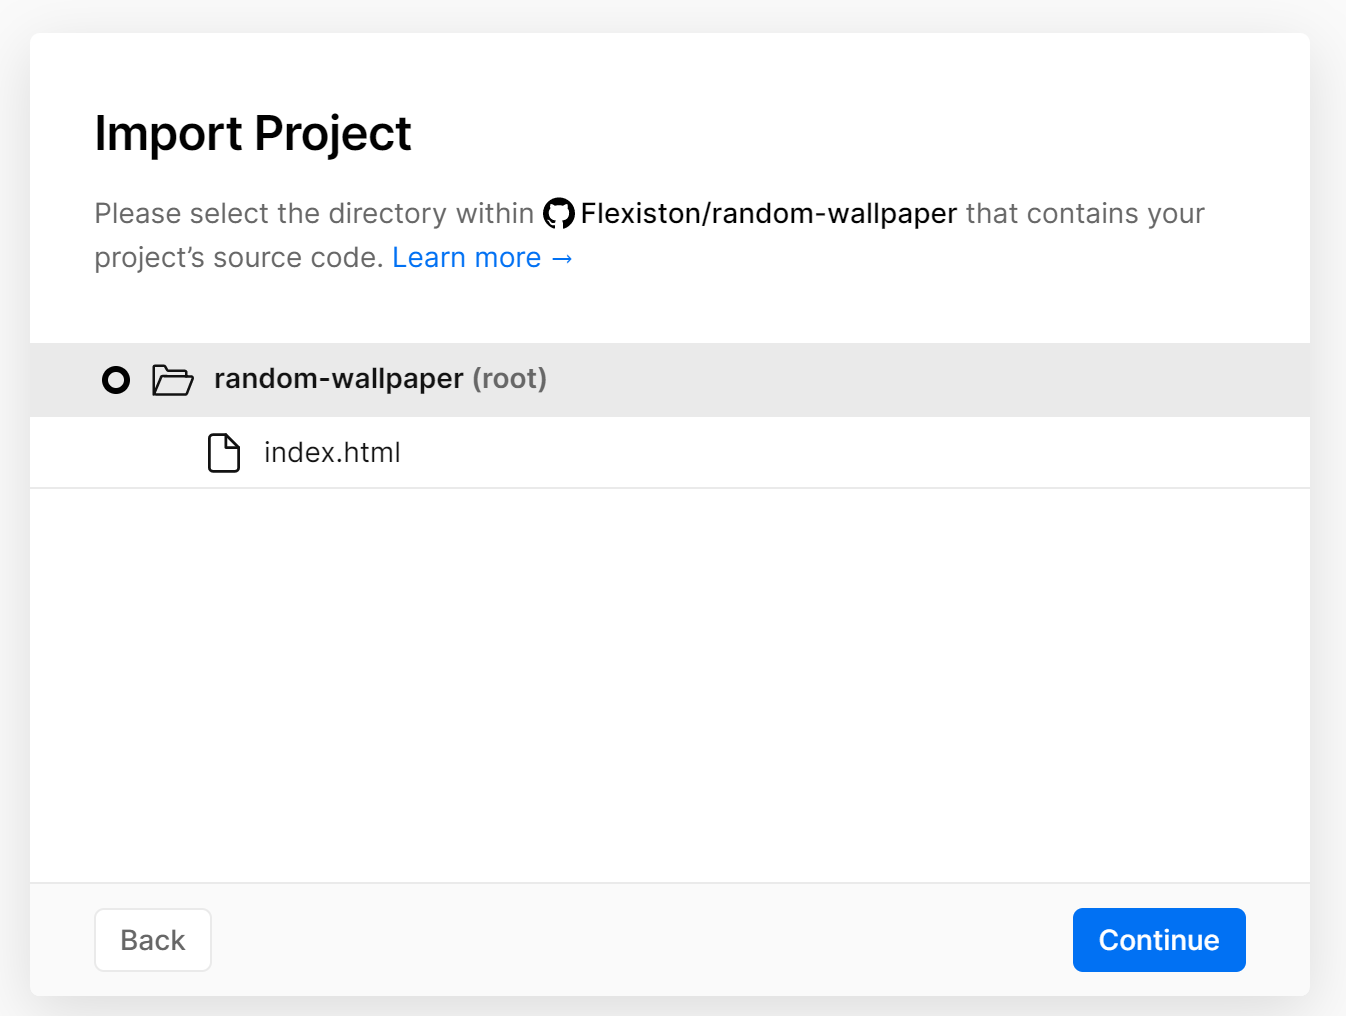 Import Project
Please select the directory within Flexiston/random-wallpaper that contains your
project’s source code. Learn more →
random-wallpaper (root)
index.html
Back
Continue